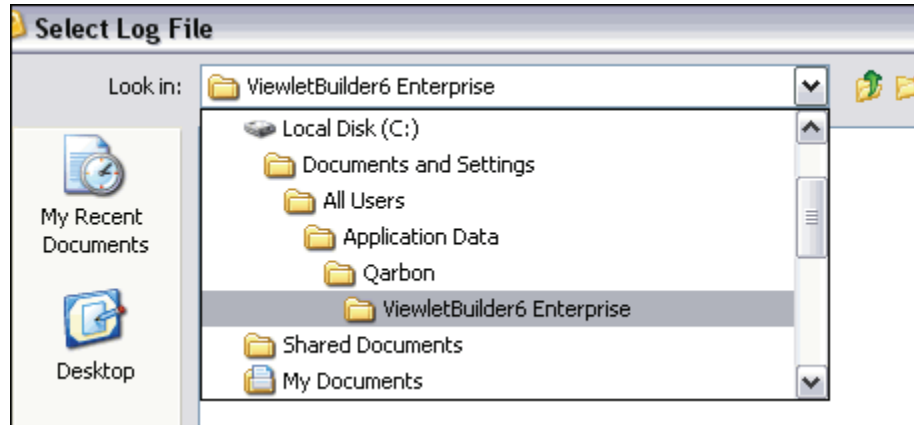 Select Log File
Look in: ViewletBuilder6 Enterprise
Local Disk (C:)
Documents and Settings
All Users
Application Data
Qarbon
ViewletBuilder6 Enterprise
Shared Documents
My Documents
My Recent
Documents
Desktop